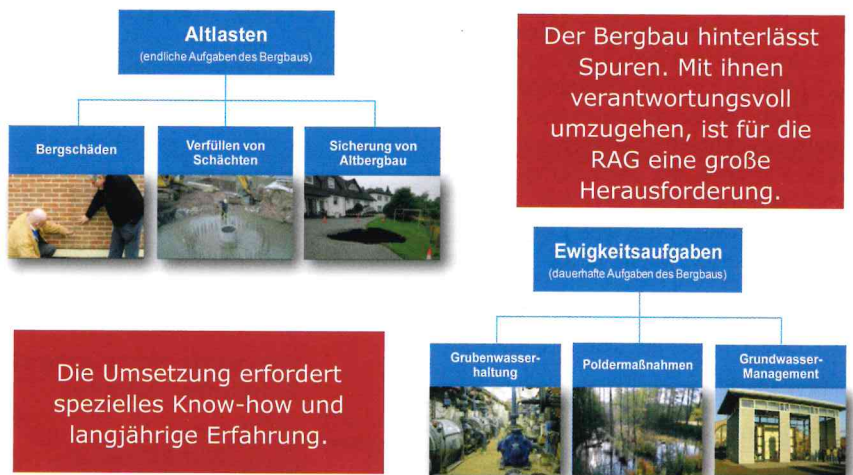 Altlasten
(endliche Aufgaben des Bergbaus)
Bergschäden
Verfüllen von
Schächten
Sicherung von
Altbergbau
Der Bergbau hinterlässt
Spuren. Mit ihnen
verantwortungsvoll
umzugehen, ist für die
RAG eine große
Herausforderung.
Ewigkeitsaufgaben
(dauerhafte Aufgaben des Bergbaus)
Grubenwasser-
haltung
Poldermaßnahmen
Grundwasser-
Management
Die Umsetzung erfordert
spezielles Know-how und
langjährige Erfahrung.